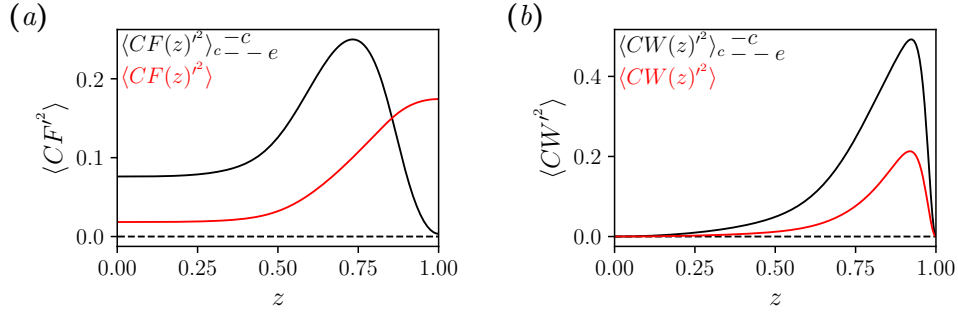 (a)
⟨CF(z)′²⟩c — c
- - e
⟨CF(z)′²⟩
⟨CF′²⟩
0.2
0.1
0.0
0.00 0.25 0.50 0.75 1.00
z
(b)
⟨CW(z)′²⟩c — c
- - e
⟨CW(z)′²⟩
⟨CW′²⟩
0.4
0.2
0.0
0.00 0.25 0.50 0.75 1.00
z